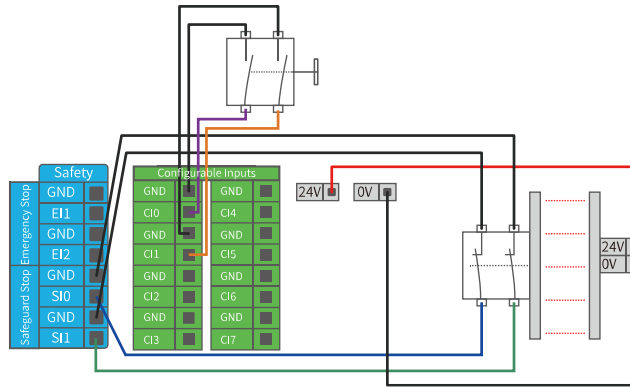 Safety
Emergency Stop
GND
EI1
GND
EI2
Safeguard Stop
GND
SI0
GND
SI1
Configurable Inputs
GND GND
CI0 CI4
GND GND
CI1 CI5
GND GND
CI2 CI6
GND GND
CI3 CI7
24V 0V
24V
0V